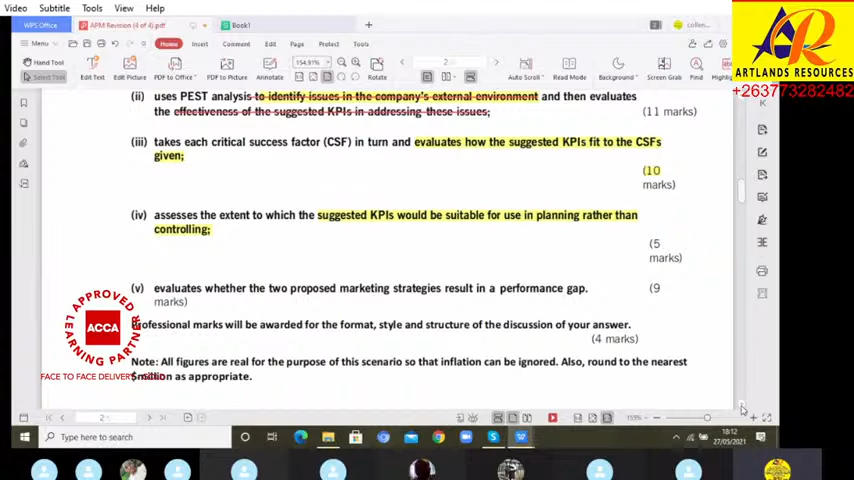 Video Subtitle Tools View Help
WPS Office APM Revision (4 of 4).pdf Book1 collen...
Menu Home Insert Comment Edit Page Protect Tools
Hand Tool
Select Tool
Edit Text Edit Picture PDF to Office PDF to Picture Annotate 154.91% Rotate 2 Auto Scroll Read Mode Background Screen Grab Find Highlight
ARTLANDS RESOURCES
+263773282482
(ii) uses PEST analysis to identify issues in the company's external environment and then evaluates
the effectiveness of the suggested KPIs in addressing these issues; (11 marks)
(iii) takes each critical success factor (CSF) in turn and evaluates how the suggested KPIs fit to the CSFs
given;
(10
marks)
(iv) assesses the extent to which the suggested KPIs would be suitable for use in planning rather than
controlling;
(5
marks)
(v) evaluates whether the two proposed marketing strategies result in a performance gap. (9
marks)
Professional marks will be awarded for the format, style and structure of the discussion of your answer.
(4 marks)
Note: All figures are real for the purpose of this scenario so that inflation can be ignored. Also, round to the nearest
$million as appropriate.
APPROVED
ACCA
LEARNING PARTNER
FACE TO FACE DELIVERY
2 155%
Type here to search
18:12
27/05/2021